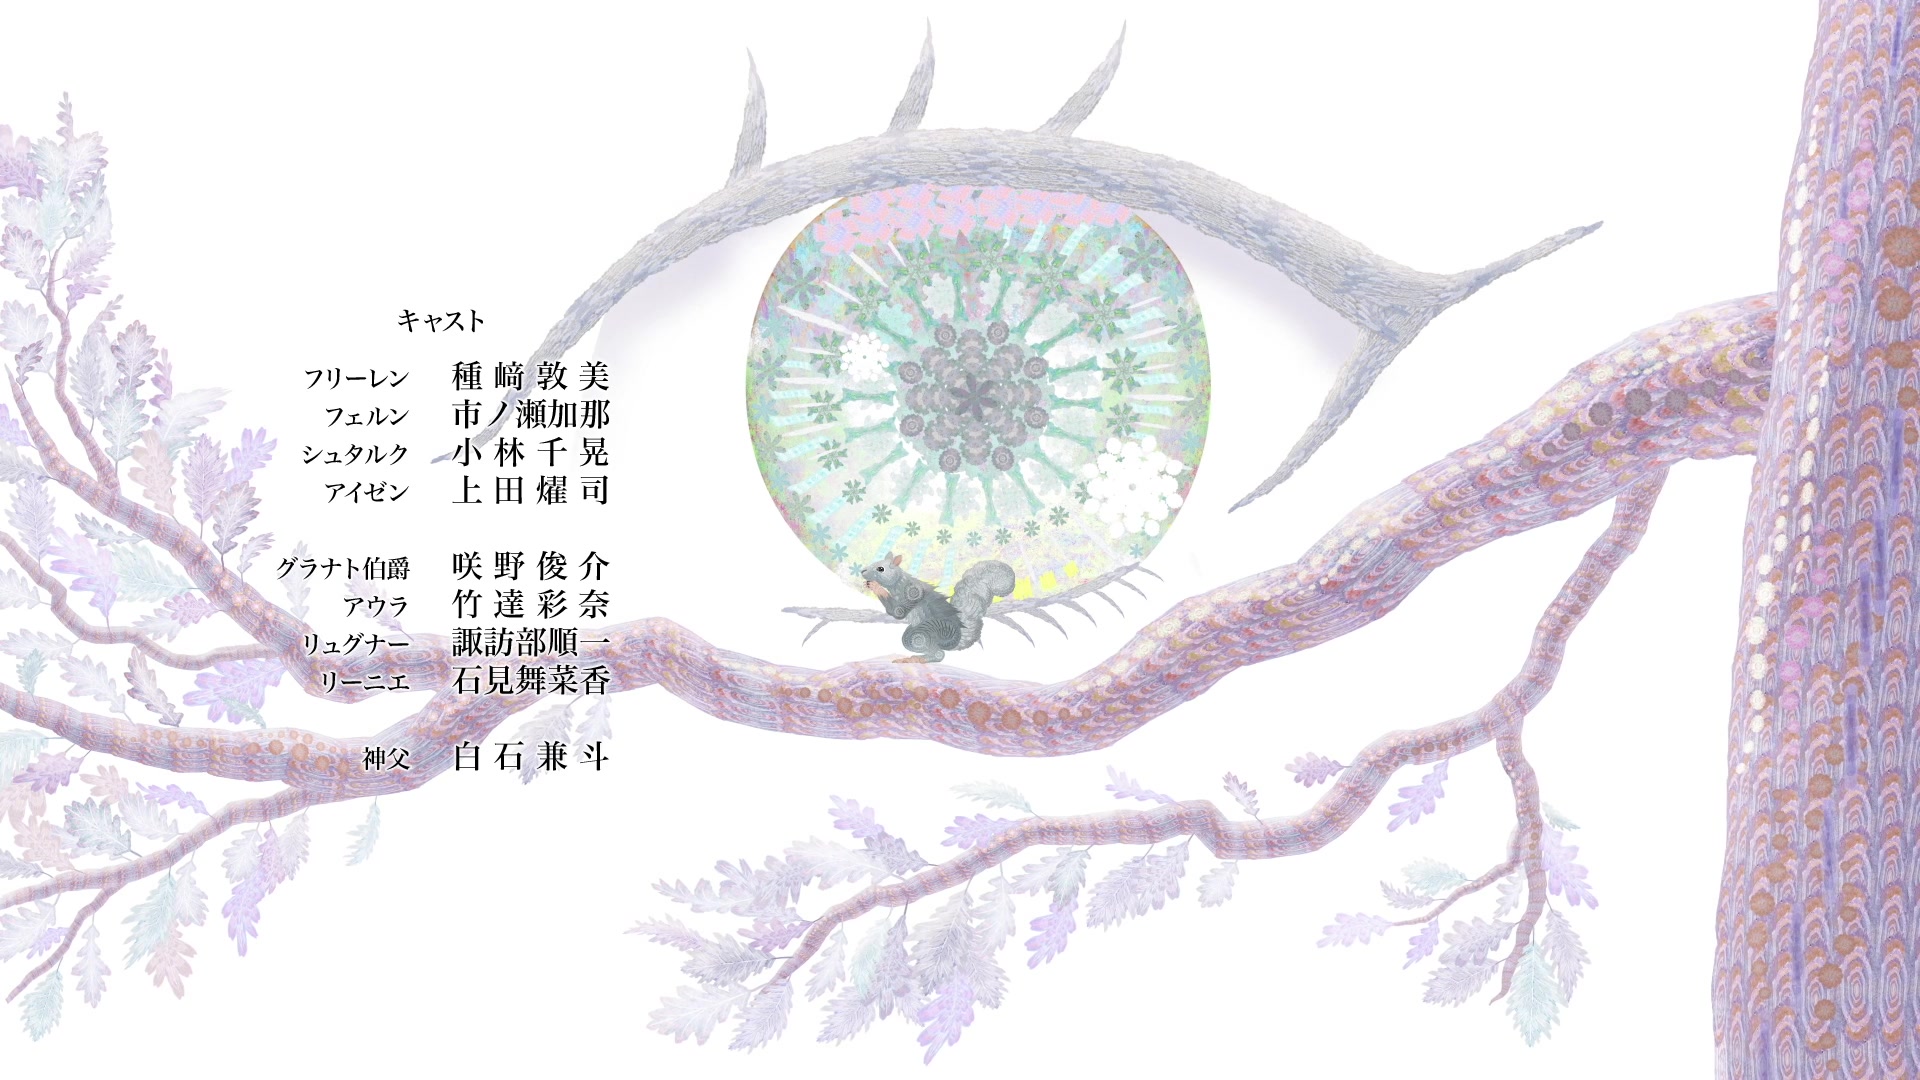 キャスト
フリーレン 種﨑敦美
フェルン 市ノ瀬加那
シュタルク 小林千晃
アイゼン 上田燿司
グラナト伯爵 咲野俊介
アウラ 竹達彩奈
リュグナー 諏訪部順一
リーニエ 石見舞菜香
神父 白石兼斗